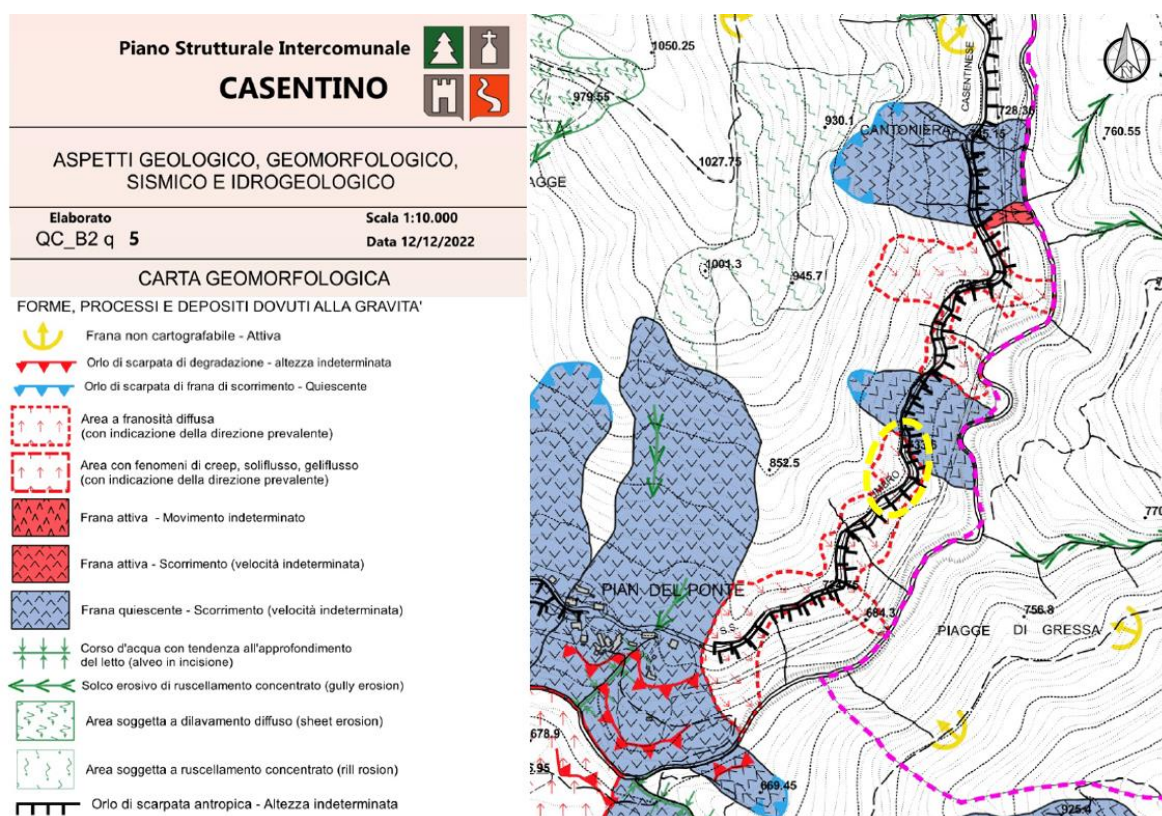 Piano Strutturale Intercomunale
CASENTINO
ASPETTI GEOLOGICO, GEOMORFOLOGICO,
SISMICO E IDROGEOLOGICO
Elaborato
QC_B2 q 5
Scala 1:10.000
Data 12/12/2022
CARTA GEOMORFOLOGICA
FORME, PROCESSI E DEPOSITI DOVUTI ALLA GRAVITA'
Frana non cartografabile - Attiva
Orlo di scarpata di degradazione - altezza indeterminata
Orlo di scarpata di frana di scorrimento - Quiescente
Area a franosità diffusa
(con indicazione della direzione prevalente)
Area con fenomeni di creep, soliflusso, geliflusso
(con indicazione della direzione prevalente)
Frana attiva - Movimento indeterminato
Frana attiva - Scorrimento (velocità indeterminata)
Frana quiescente - Scorrimento (velocità indeterminata)
Corso d'acqua con tendenza all'approfondimento
del letto (alveo in incisione)
Solco erosivo di ruscellamento concentrato (gully erosion)
Area soggetta a dilavamento diffuso (sheet erosion)
Area soggetta a ruscellamento concentrato (rill rosion)
Orlo di scarpata antropica - Altezza indeterminata
1050.25
N
979.55
CASENTINESE
728.36
930.1
CANTONIERA
760.55
1027.75
AGGE
1001.3
945.7
852.5
MURO
770
PIAN DEL PONTE
S.S.
684.3
756.8
PIAGGE DI GRESSA
678.9
6.95
669.45
925.4